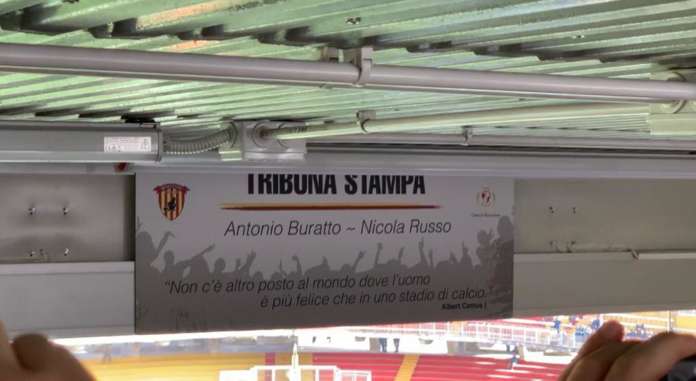 TRIBUNA STAMPA
Antonio Buratto ~ Nicola Russo
"Non c'è altro posto al mondo dove l'uomo
è più felice che in uno stadio di calcio."
Albert Camus